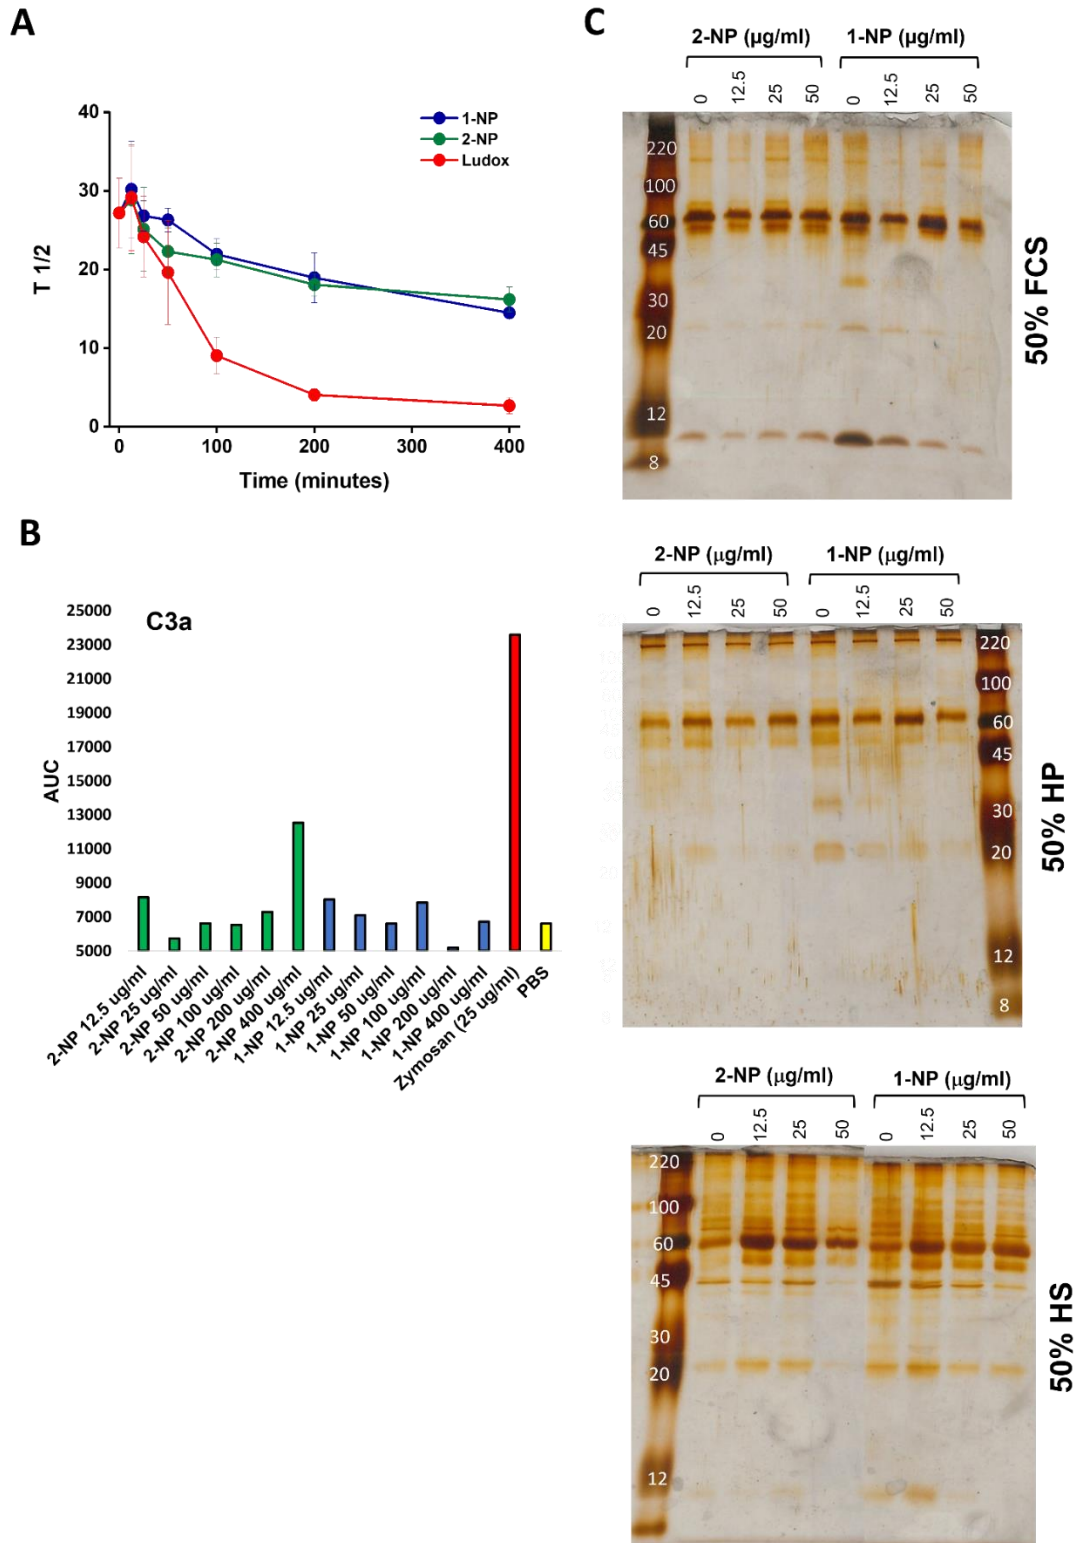 A
1-NP
2-NP
Ludox
40
30
20
10
0
T 1/2
0
100
200
300
400
Time (minutes)
B
C3a
25000
23000
21000
19000
17000
15000
13000
11000
9000
7000
5000
AUC
2-NP 12.5 ug/ml
2-NP 25 ug/ml
2-NP 50 ug/ml
2-NP 100 ug/ml
2-NP 200 ug/ml
2-NP 400 ug/ml
1-NP 12.5 ug/ml
1-NP 25 ug/ml
1-NP 50 ug/ml
1-NP 100 ug/ml
1-NP 200 ug/ml
1-NP 400 ug/ml
Zymosan (25 ug/ml)
PBS
C
2-NP (µg/ml) 1-NP (µg/ml)
0 12.5 25 50 0 12.5 25 50
220
100
60
45
30
20
12
8
50% FCS
2-NP (µg/ml) 1-NP (µg/ml)
0 12.5 25 50 0 12.5 25 50
220
100
60
45
30
20
12
8
50% HP
2-NP (µg/ml) 1-NP (µg/ml)
0 12.5 25 50 0 12.5 25 50
220
100
60
45
30
20
12
50% HS